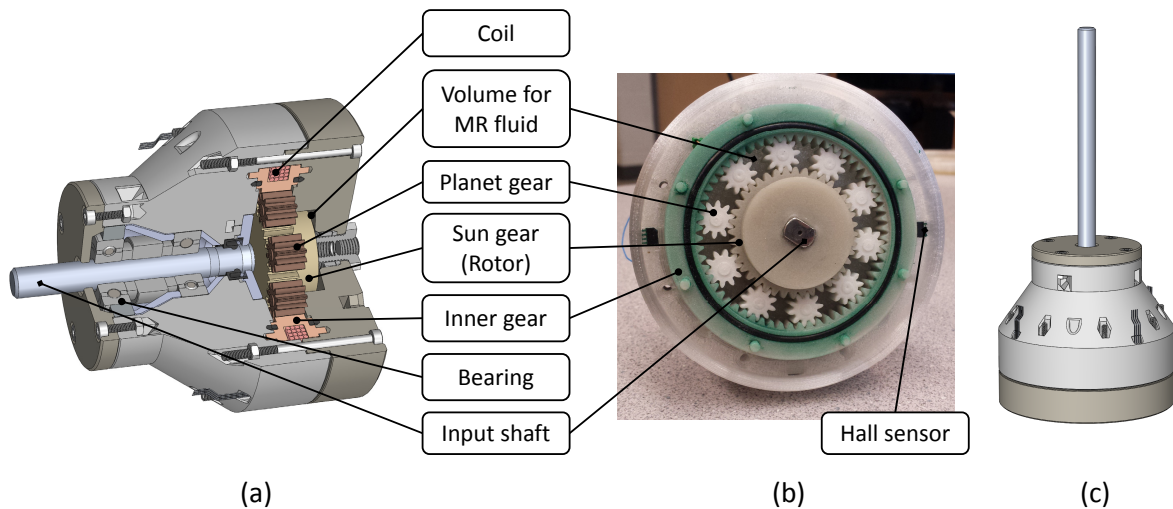 Coil
Volume for
MR fluid
Planet gear
Sun gear
(Rotor)
Inner gear
Bearing
Input shaft
Hall sensor
(a)
(b)
(c)